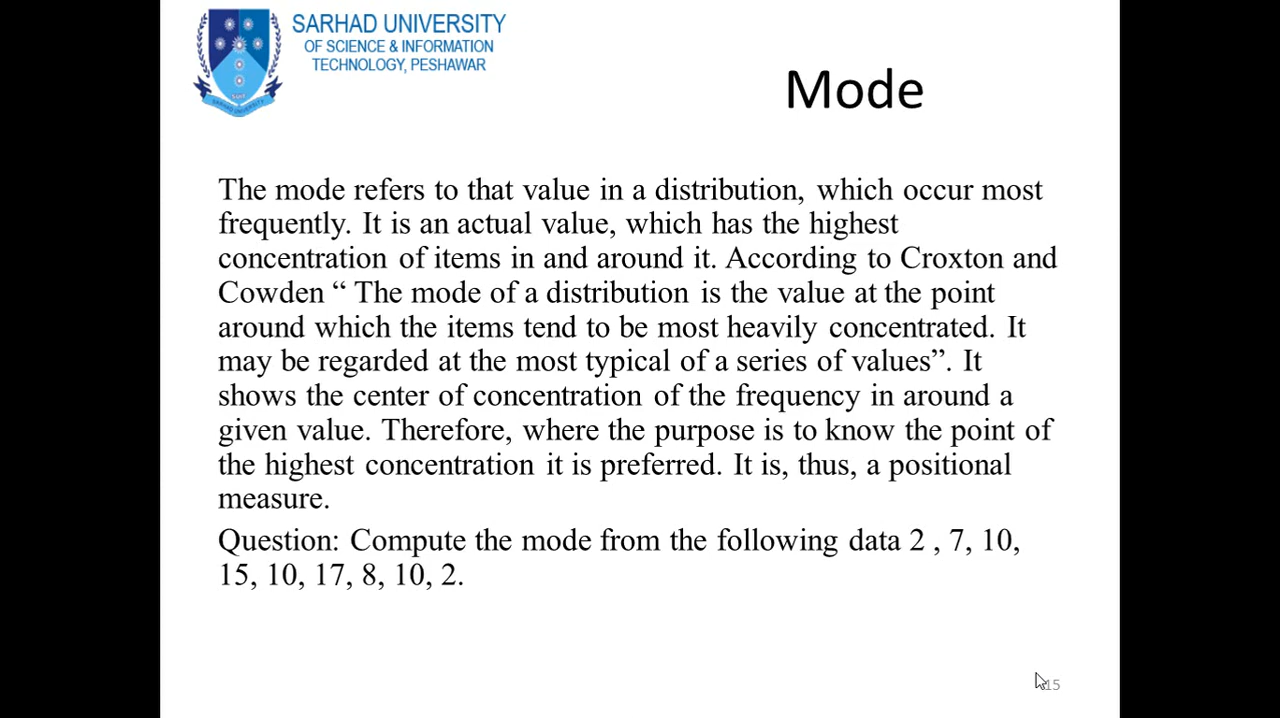 SARHAD UNIVERSITY
OF SCIENCE & INFORMATION
TECHNOLOGY, PESHAWAR
SARHAD UNIVERSITY
Mode
The mode refers to that value in a distribution, which occur most
frequently. It is an actual value, which has the highest
concentration of items in and around it. According to Croxton and
Cowden “ The mode of a distribution is the value at the point
around which the items tend to be most heavily concentrated. It
may be regarded at the most typical of a series of values”. It
shows the center of concentration of the frequency in around a
given value. Therefore, where the purpose is to know the point of
the highest concentration it is preferred. It is, thus, a positional
measure.
Question: Compute the mode from the following data 2 , 7, 10,
15, 10, 17, 8, 10, 2.
15